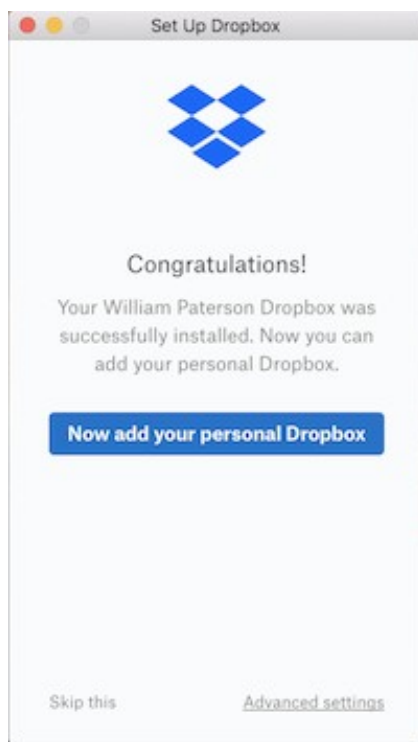 Set Up Dropbox
Congratulations!
Your William Paterson Dropbox was
successfully installed. Now you can
add your personal Dropbox.
Now add your personal Dropbox
Skip this
Advanced settings